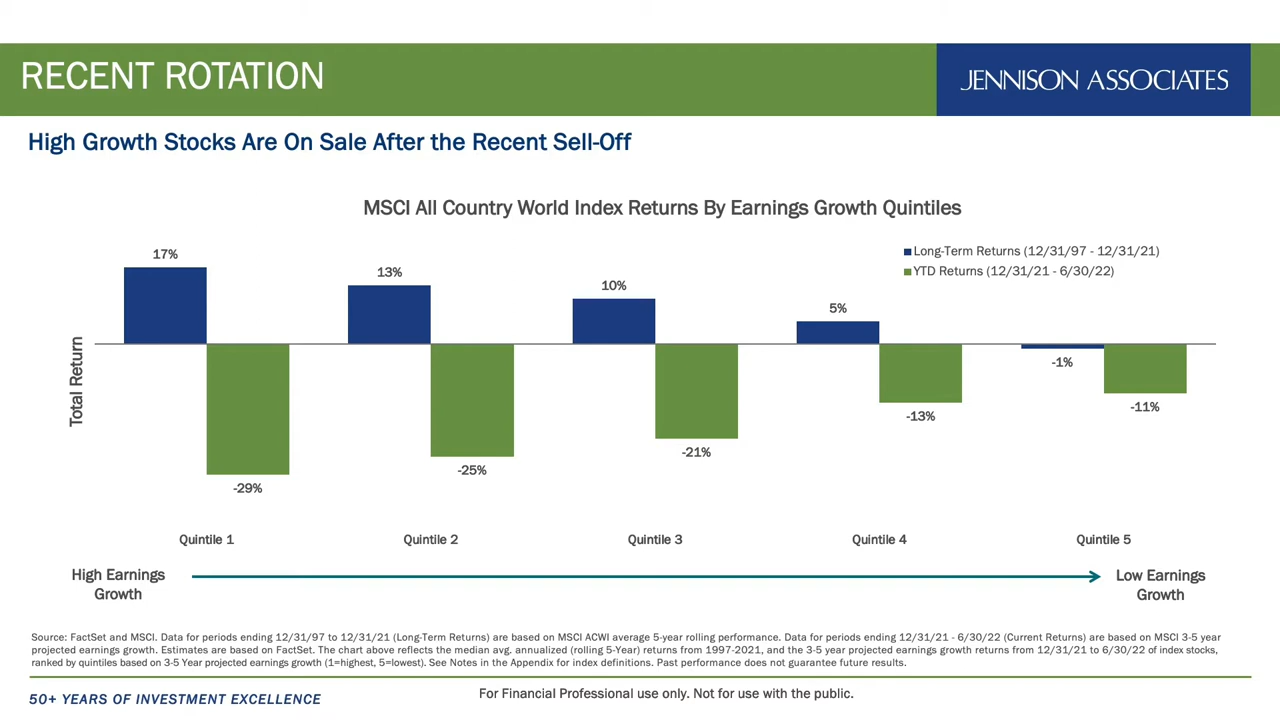 RECENT ROTATION
JENNISON ASSOCIATES
High Growth Stocks Are On Sale After the Recent Sell-Off
MSCI All Country World Index Returns By Earnings Growth Quintiles
Long-Term Returns (12/31/97 - 12/31/21)
YTD Returns (12/31/21 - 6/30/22)
Total Return
17%
13%
10%
5%
-1%
-29%
-25%
-21%
-13%
-11%
Quintile 1
Quintile 2
Quintile 3
Quintile 4
Quintile 5
High Earnings
Growth
Low Earnings
Growth
Source: FactSet and MSCI. Data for periods ending 12/31/97 to 12/31/21 (Long-Term Returns) are based on MSCI ACWI average 5-year rolling performance. Data for periods ending 12/31/21 - 6/30/22 (Current Returns) are based on MSCI 3-5 year
projected earnings growth. Estimates are based on FactSet. The chart above reflects the median avg. annualized (rolling 5-Year) returns from 1997-2021, and the 3-5 year projected earnings growth returns from 12/31/21 to 6/30/22 of index stocks,
ranked by quintiles based on 3-5 Year projected earnings growth (1=highest, 5=lowest). See Notes in the Appendix for index definitions. Past performance does not guarantee future results.
50+ YEARS OF INVESTMENT EXCELLENCE
For Financial Professional use only. Not for use with the public.